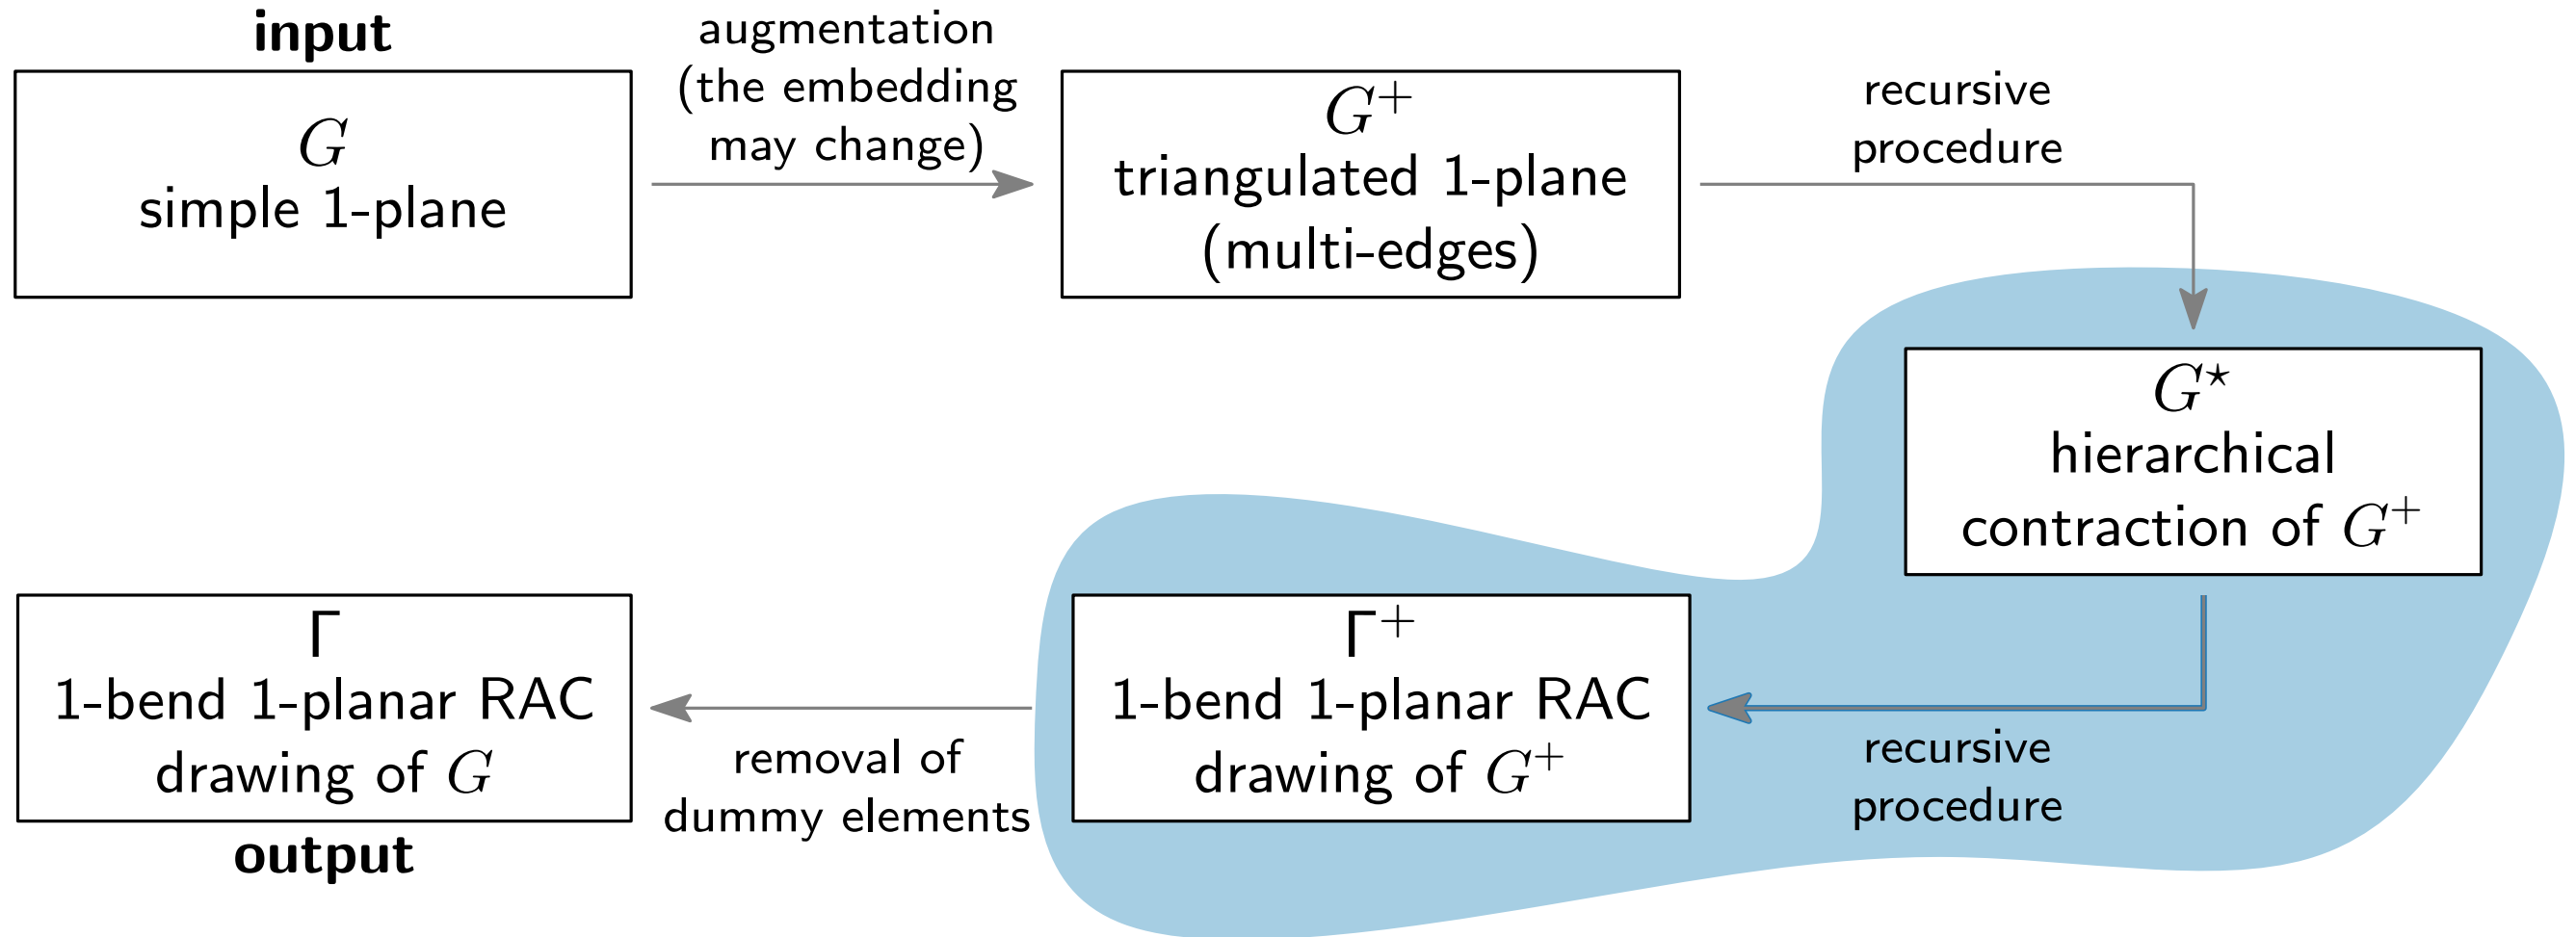 input
G
simple 1-plane
augmentation
(the embedding
may change)
G⁺
triangulated 1-plane
(multi-edges)
recursive
procedure
G⋆
hierarchical
contraction of G⁺
recursive
procedure
Γ⁺
1-bend 1-planar RAC
drawing of G⁺
removal of
dummy elements
Γ
1-bend 1-planar RAC
drawing of G
output